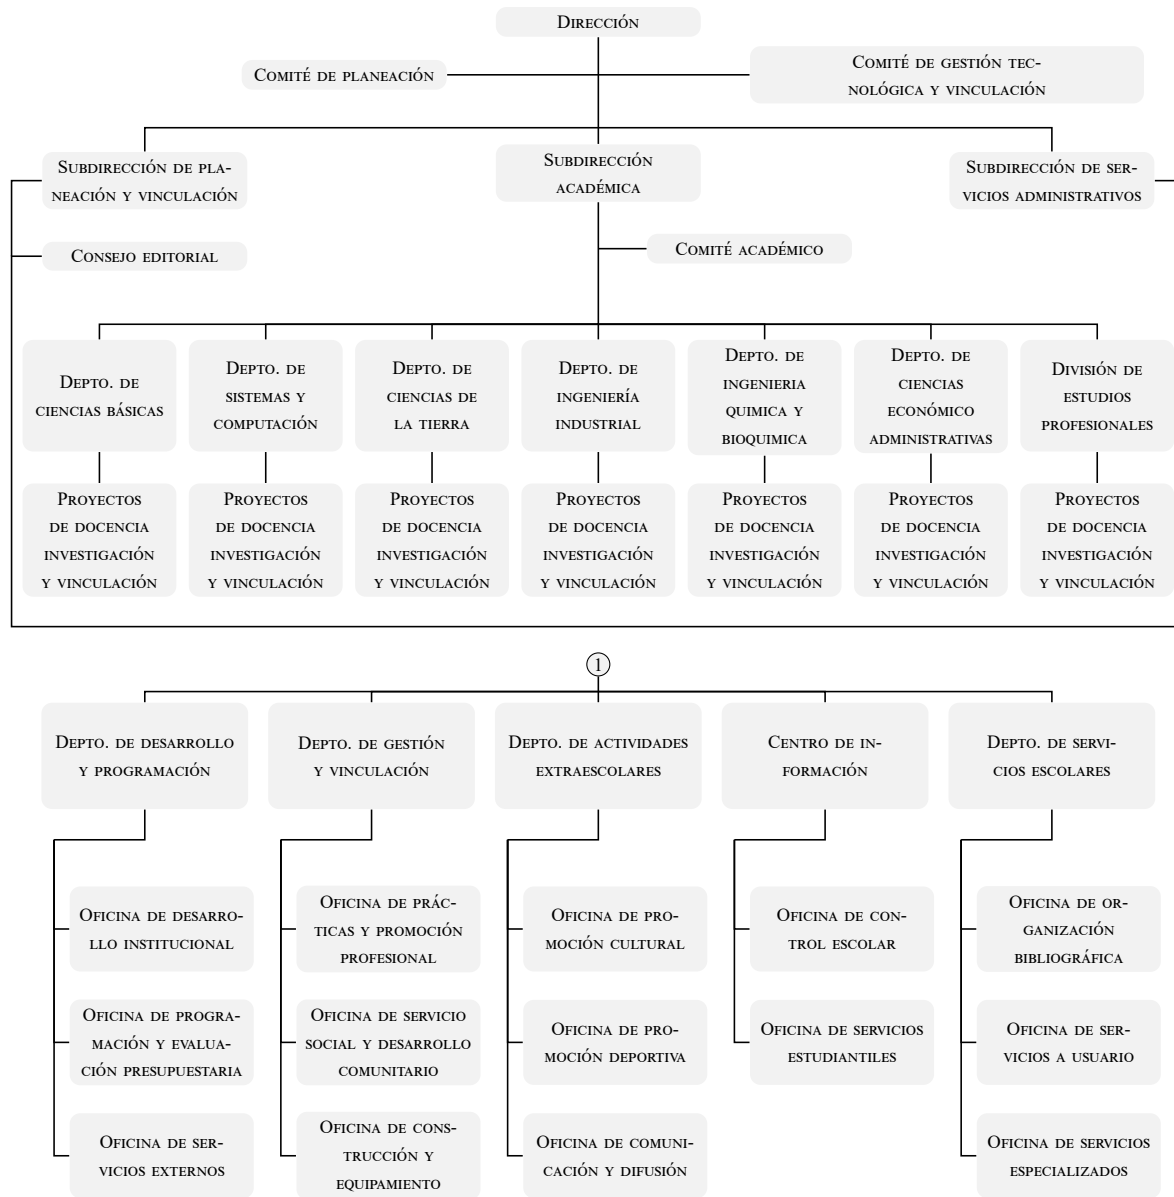 Dirección
Comité de planeación
Comité de gestión tec-
nológica y vinculación
Subdirección de pla-
neación y vinculación
Subdirección
académica
Subdirección de ser-
vicios administrativos
Consejo editorial
Comité académico
Depto. de
ciencias básicas
Depto. de
sistemas y
computación
Depto. de
ciencias de
la tierra
Depto. de
ingeniería
industrial
Depto. de
ingenieria
quimica y
bioquimica
Depto. de
ciencias
económico
administrativas
División de
estudios
profesionales
Proyectos
de docencia
investigación
y vinculación
Proyectos
de docencia
investigación
y vinculación
Proyectos
de docencia
investigación
y vinculación
Proyectos
de docencia
investigación
y vinculación
Proyectos
de docencia
investigación
y vinculación
Proyectos
de docencia
investigación
y vinculación
Proyectos
de docencia
investigación
y vinculación
1
Depto. de desarrollo
y programación
Depto. de gestión
y vinculación
Depto. de actividades
extraescolares
Centro de in-
formación
Depto. de servi-
cios escolares
Oficina de desarro-
llo institucional
Oficina de prác-
ticas y promoción
profesional
Oficina de pro-
moción cultural
Oficina de con-
trol escolar
Oficina de or-
ganización
bibliográfica
Oficina de progra-
mación y evalua-
ción presupuestaria
Oficina de servicio
social y desarrollo
comunitario
Oficina de pro-
moción deportiva
Oficina de servicios
estudiantiles
Oficina de ser-
vicios a usuario
Oficina de ser-
vicios externos
Oficina de cons-
trucción y
equipamiento
Oficina de comuni-
cación y difusión
Oficina de servicios
especializados